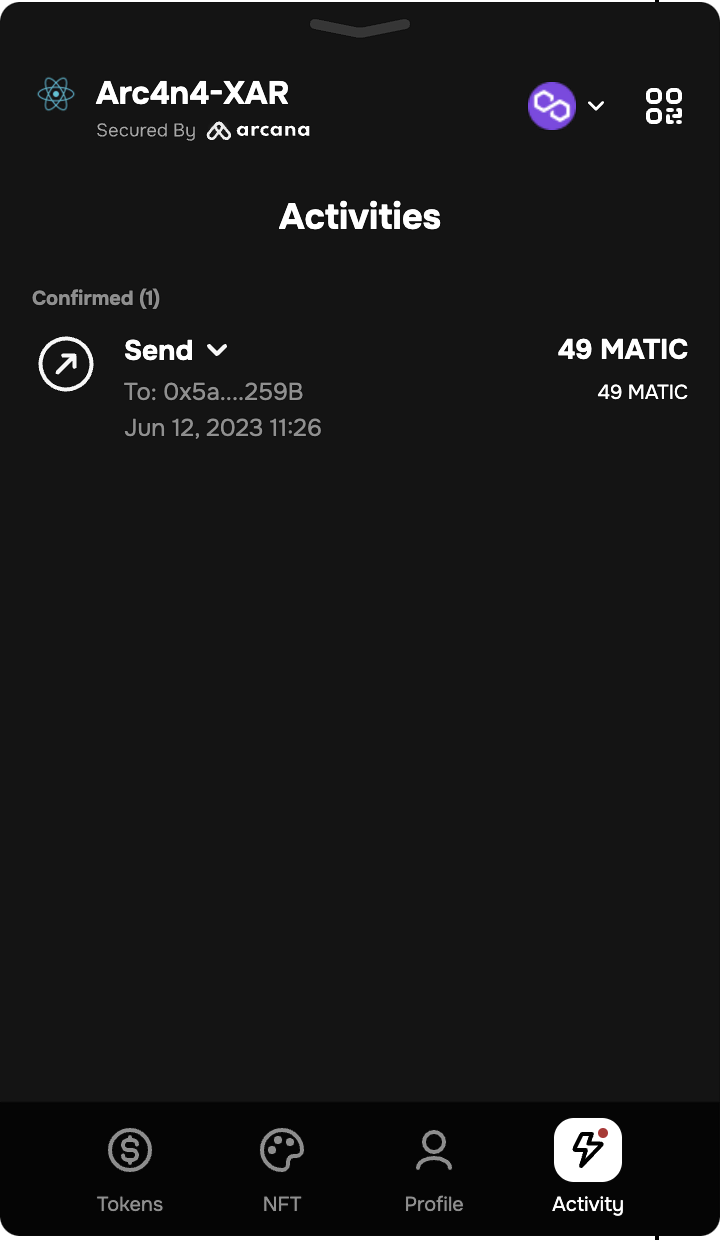 Arc4n4-XAR
Secured By arcana
Activities
Confirmed (1)
Send 49 MATIC
To: 0x5a....259B 49 MATIC
Jun 12, 2023 11:26
Tokens NFT Profile Activity